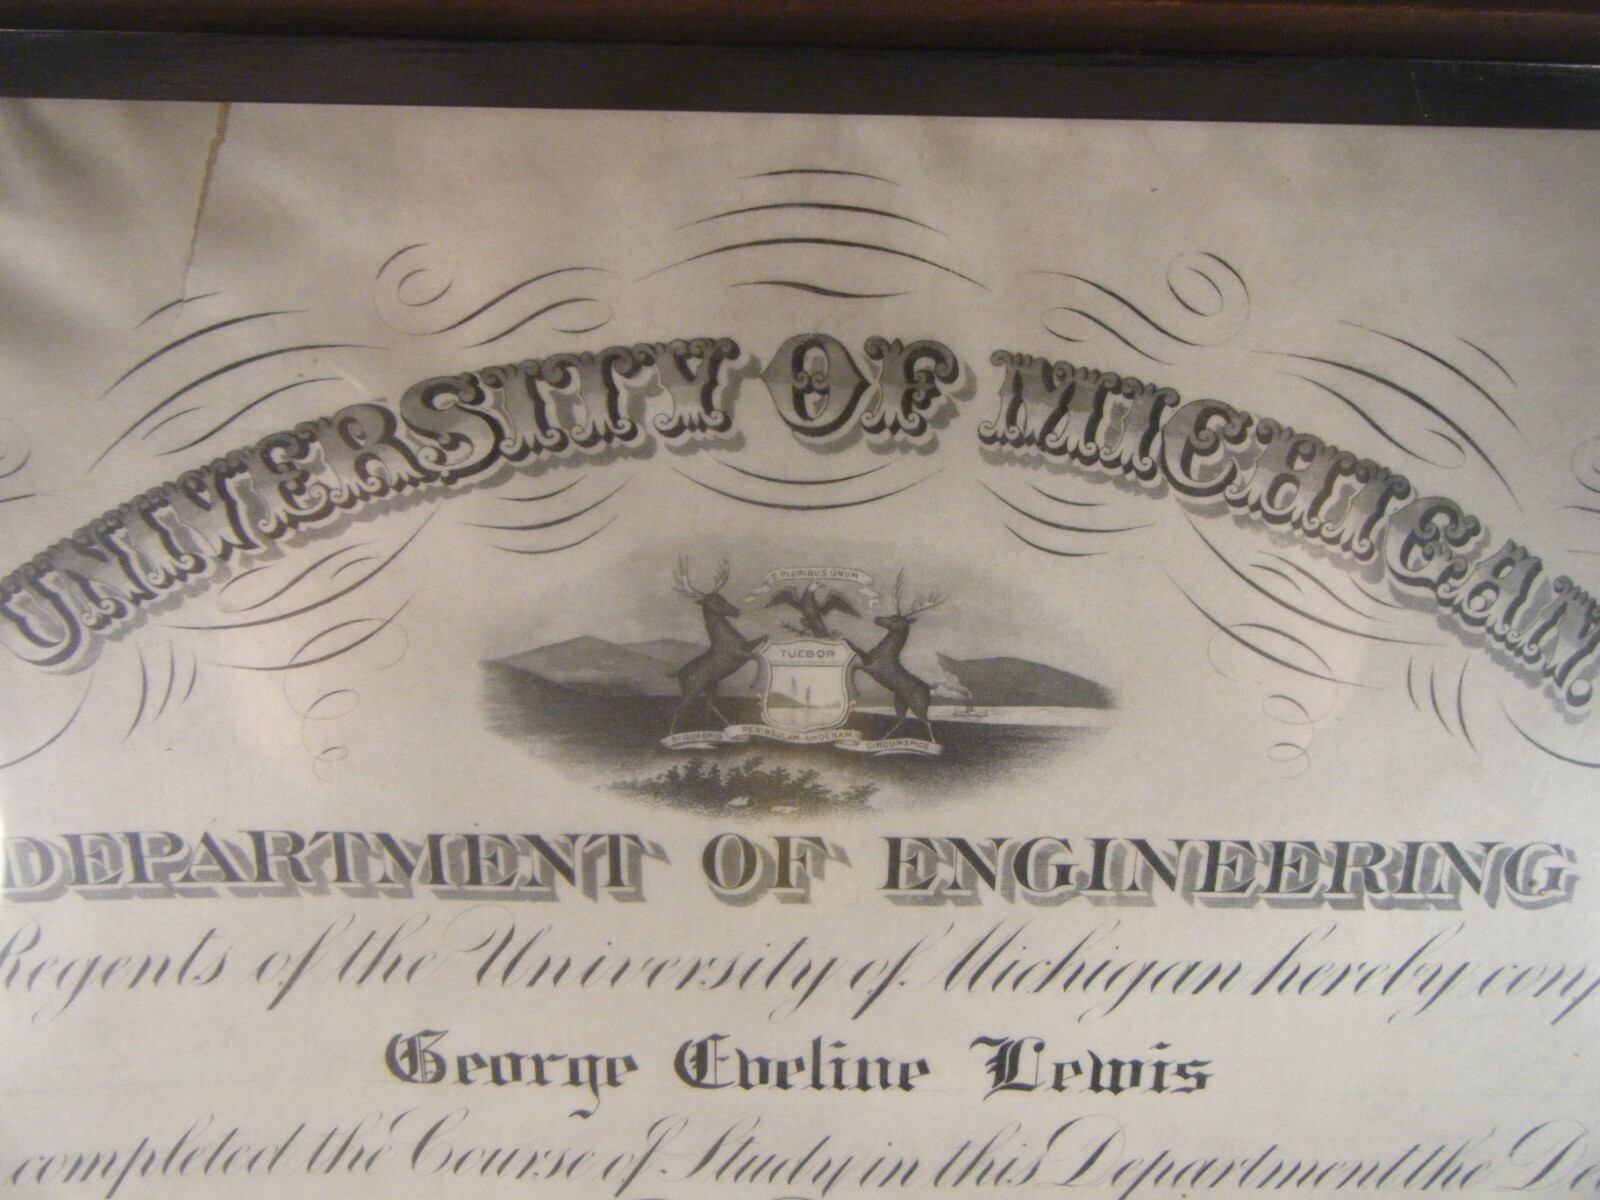 UNIVERSITY OF MICHIGAN.
E PLURIBUS UNUM
TUEBOR
SI QUAERIS PENINSULAM AMOENAM CIRCUMSPICE
DEPARTMENT OF ENGINEERING
Regents of the University of Michigan hereby conf
George Eveline Lewis
completed the Course of Study in this Department the De